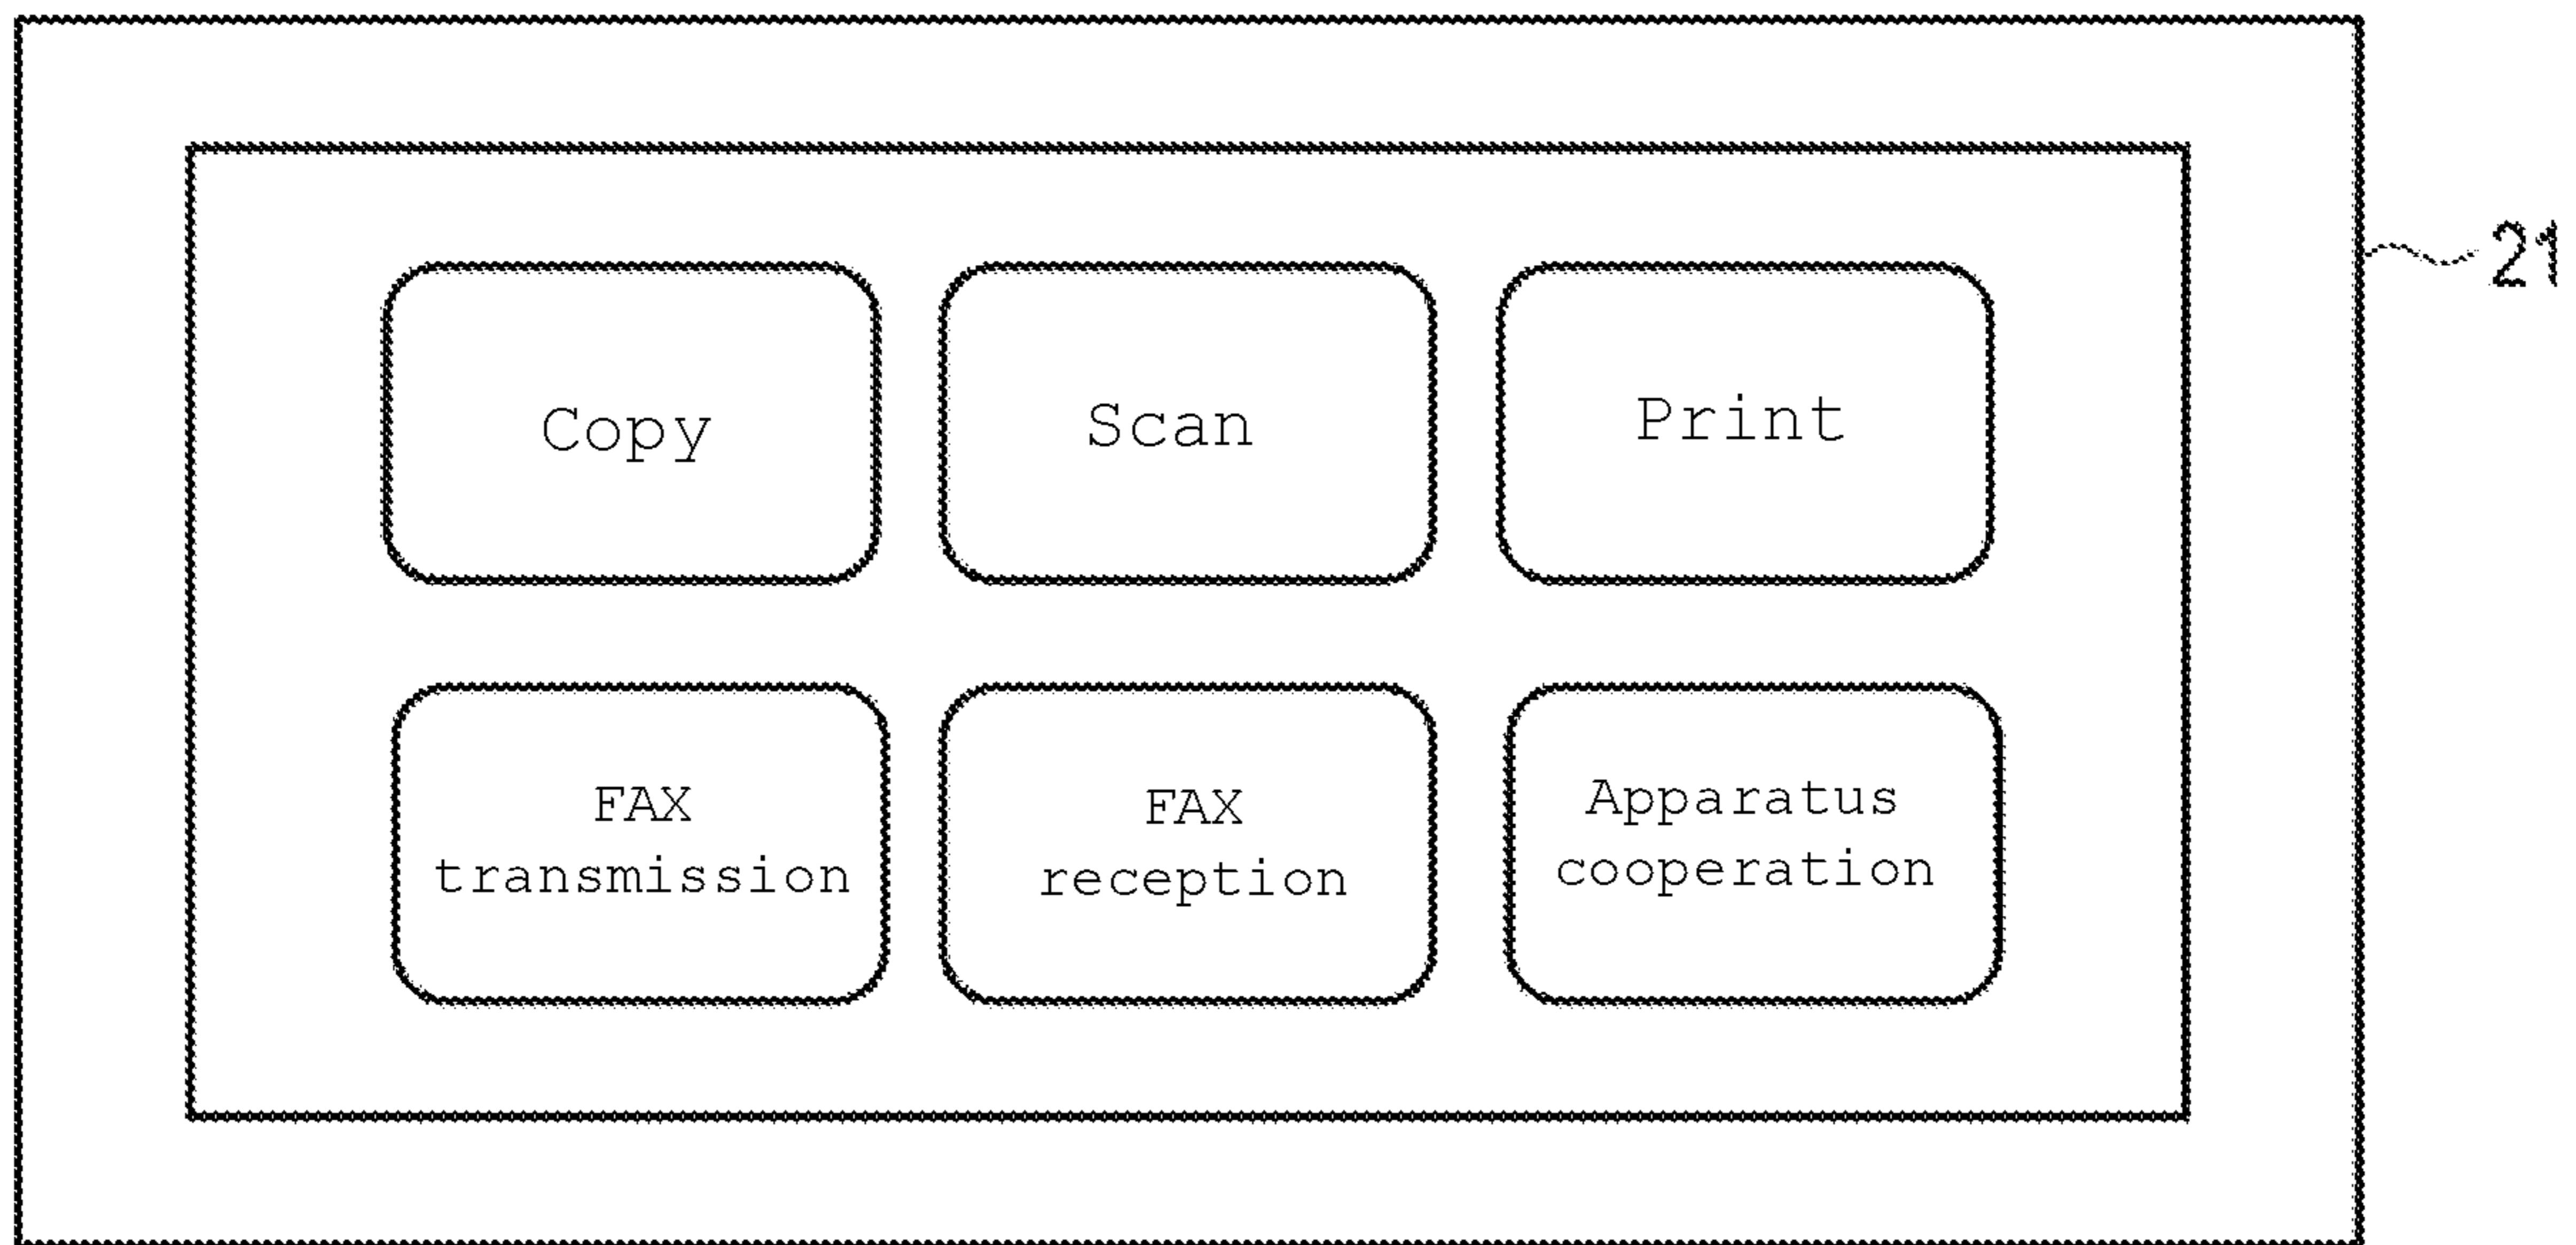 21
Copy
Scan
Print
FAX
transmission
FAX
reception
Apparatus
cooperation